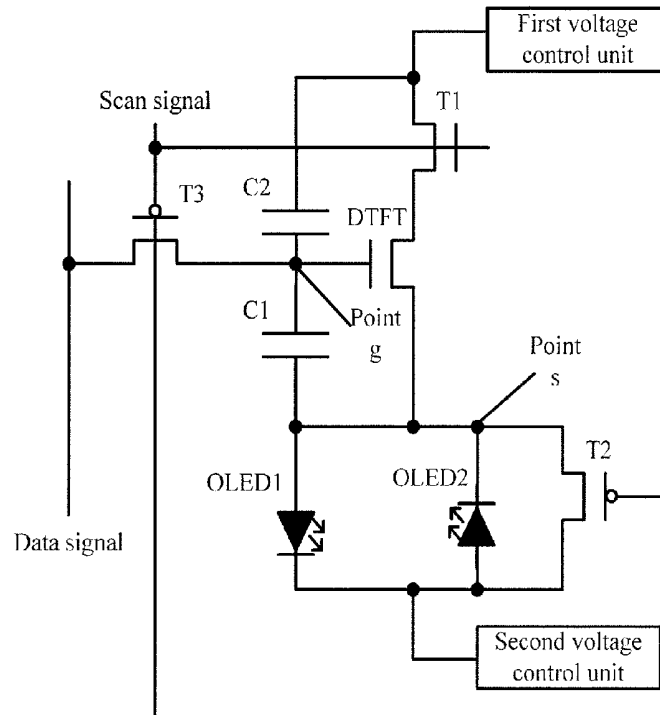 First voltage
control unit
Scan signal
T1
T3
C2
DTFT
C1
Point
g
Point
s
T2
OLED1
OLED2
Data signal
Second voltage
control unit